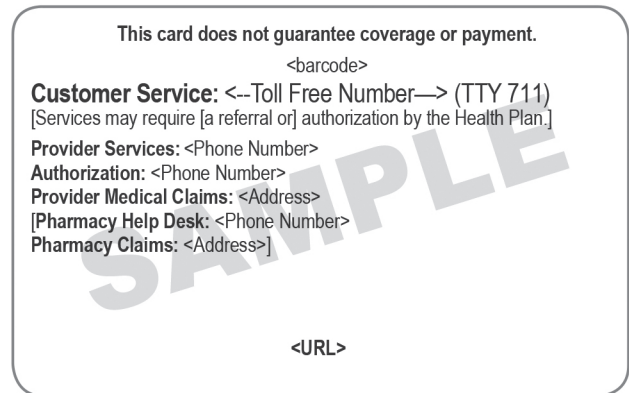 This card does not guarantee coverage or payment.
<barcode>
Customer Service: <--Toll Free Number—> (TTY 711)
[Services may require [a referral or] authorization by the Health Plan.]
Provider Services: <Phone Number>
Authorization: <Phone Number>
Provider Medical Claims: <Address>
[Pharmacy Help Desk: <Phone Number>
Pharmacy Claims: <Address>]
SAMPLE
<URL>